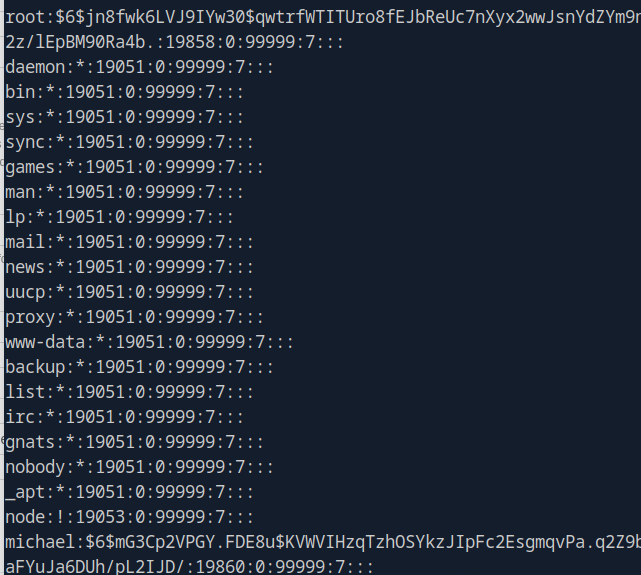 root:$6$jn8fwk6LVJ9IYw30$qwtrfWTITUro8fEJbReUc7nXyx2wwJsnYdZYm9n
2z/lEpBM90Ra4b.:19858:0:99999:7:::
daemon:*:19051:0:99999:7:::
bin:*:19051:0:99999:7:::
sys:*:19051:0:99999:7:::
sync:*:19051:0:99999:7:::
games:*:19051:0:99999:7:::
man:*:19051:0:99999:7:::
lp:*:19051:0:99999:7:::
mail:*:19051:0:99999:7:::
news:*:19051:0:99999:7:::
uucp:*:19051:0:99999:7:::
proxy:*:19051:0:99999:7:::
www-data:*:19051:0:99999:7:::
backup:*:19051:0:99999:7:::
list:*:19051:0:99999:7:::
irc:*:19051:0:99999:7:::
gnats:*:19051:0:99999:7:::
nobody:*:19051:0:99999:7:::
_apt:*:19051:0:99999:7:::
node:!:19053:0:99999:7:::
michael:$6$mG3Cp2VPGY.FDE8u$KVWVIHzqTzhOSYkzJIpFc2EsgmqvPa.q2Z9b
aFYuJa6DUh/pL2IJD/:19860:0:99999:7:::